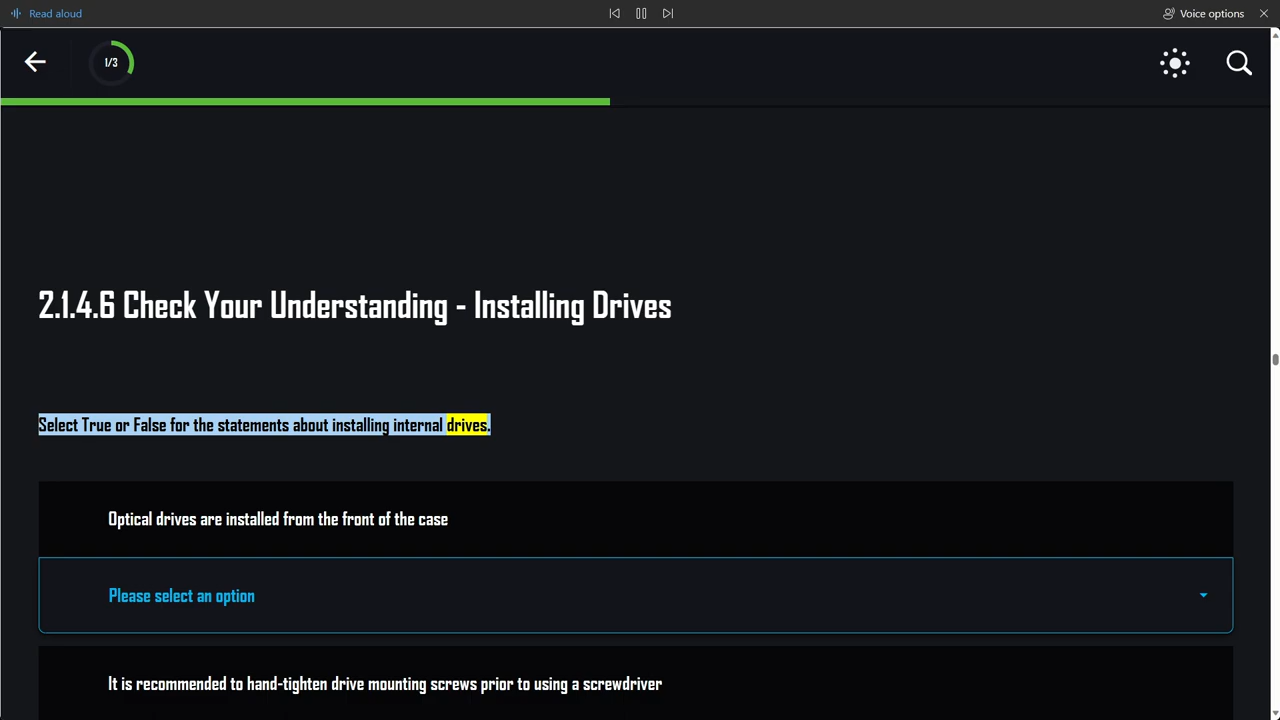 Read aloud
Voice options
1/3
2.1.4.6 Check Your Understanding - Installing Drives
Select True or False for the statements about installing internal drives.
Optical drives are installed from the front of the case
Please select an option
It is recommended to hand-tighten drive mounting screws prior to using a screwdriver